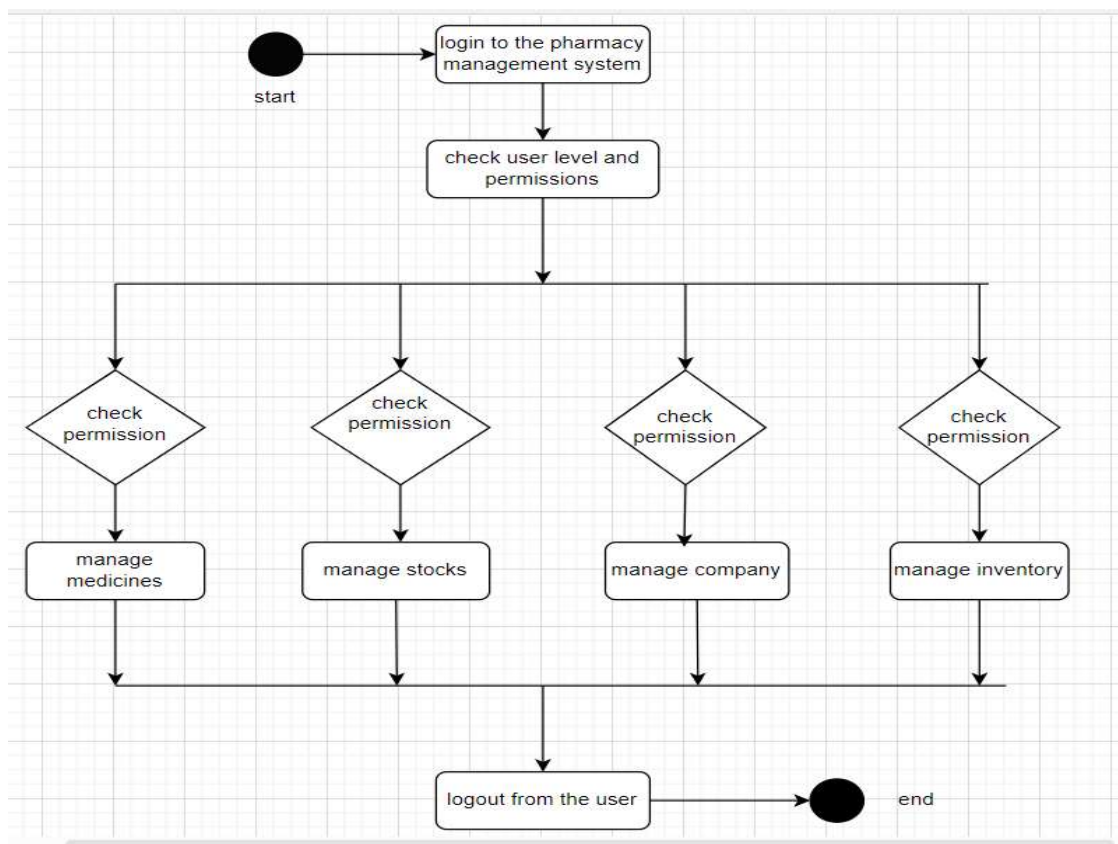 login to the pharmacy
management system
start
check user level and
permissions
check
permission
check
permission
check
permission
check
permission
manage
medicines
manage stocks
manage company
manage inventory
logout from the user
end